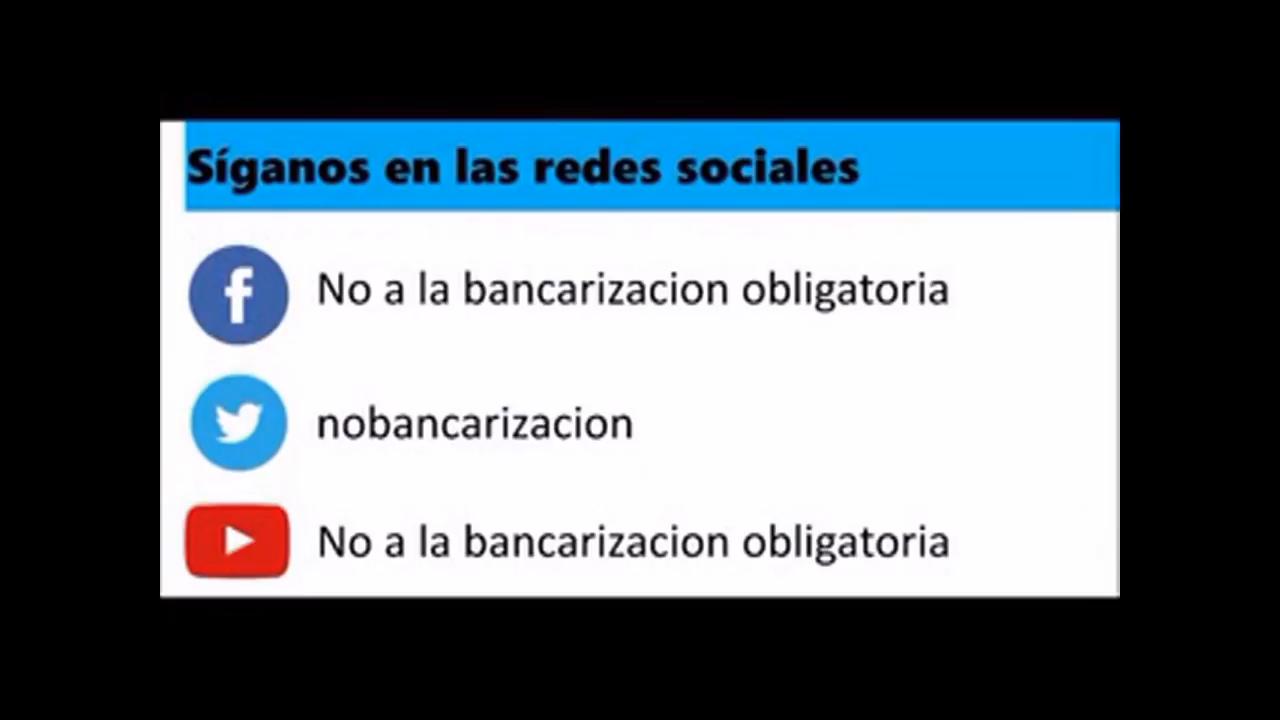 Síganos en las redes sociales
No a la bancarizacion obligatoria
nobancarizacion
No a la bancarizacion obligatoria